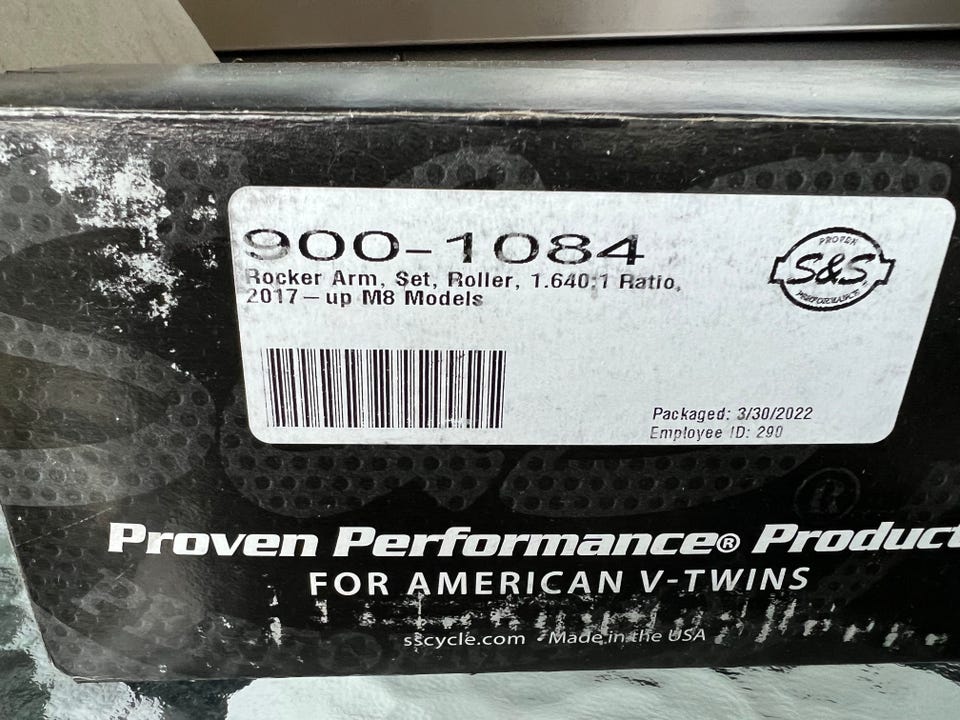 900-1084
Rocker Arm, Set, Roller, 1.640:1 Ratio,
2017-up M8 Models
PROVEN
S&S
PERFORMANCE
®
Packaged: 3/30/2022
Employee ID: 290
®
Proven Performance® Product
FOR AMERICAN V-TWINS
sscycle.com • Made in the USA